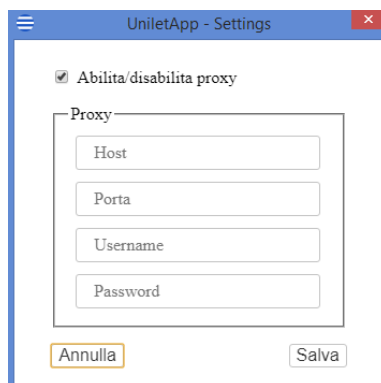 UniletApp - Settings
Abilita/disabilita proxy
Proxy
Host
Porta
Username
Password
Annulla Salva